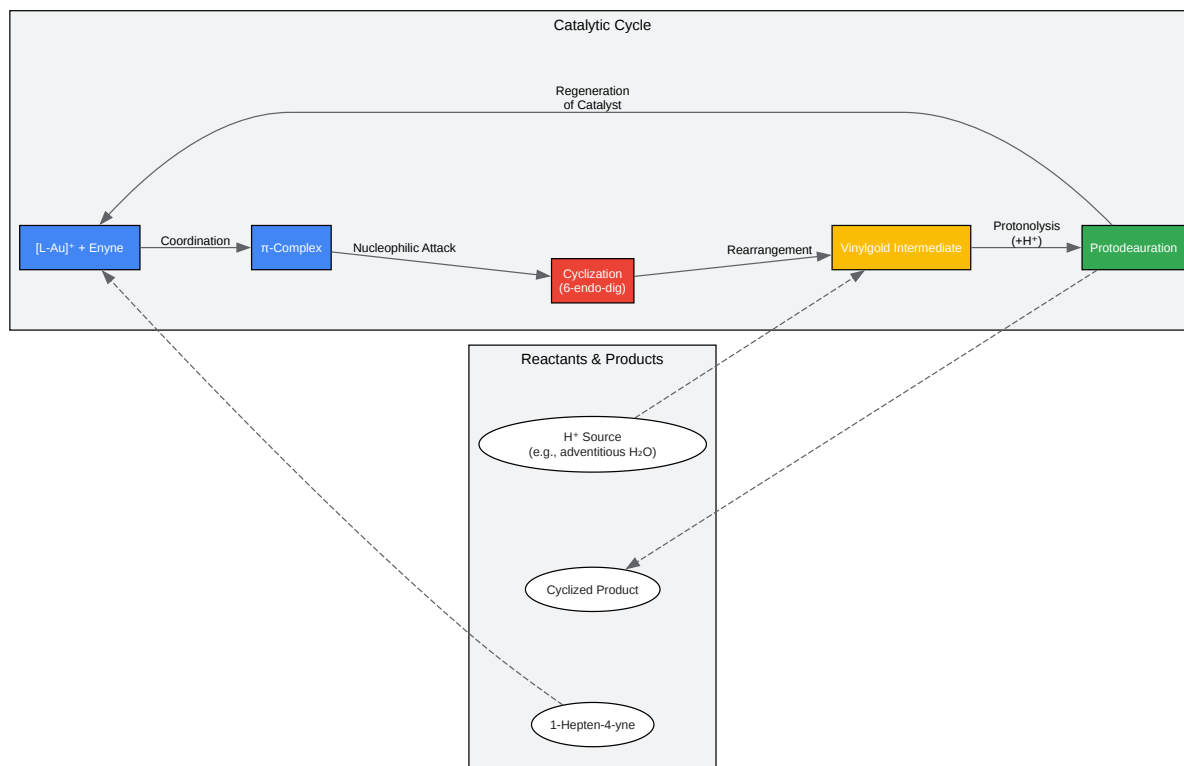 Catalytic Cycle
Regeneration
of Catalyst
[L-Au]⁺ + Enyne
Coordination
π-Complex
Nucleophilic Attack
Cyclization
(6-endo-dig)
Rearrangement
Vinylgold Intermediate
Protonolysis
(+H⁺)
Protodeauration
Reactants & Products
H⁺ Source
(e.g., adventitious H₂O)
Cyclized Product
1-Hepten-4-yne